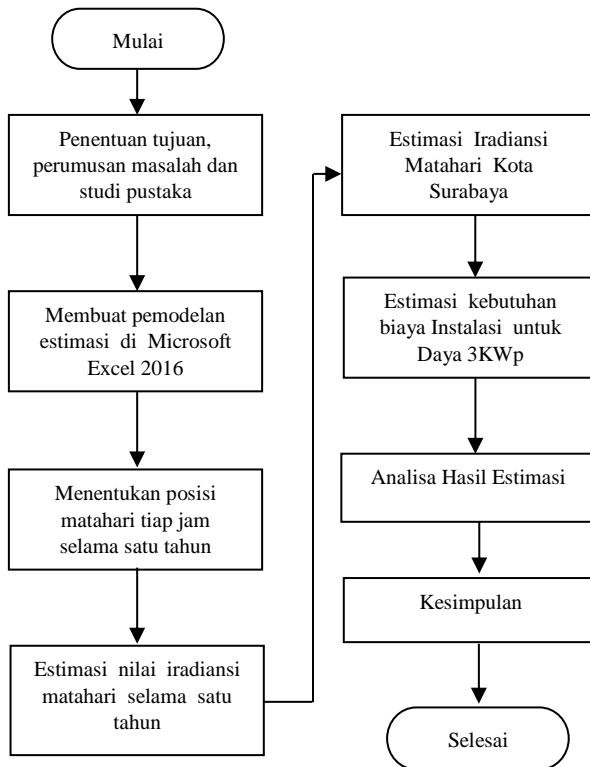 Mulai
Penentuan tujuan,
perumusan masalah dan
studi pustaka
Membuat pemodelan
estimasi di Microsoft
Excel 2016
Menentukan posisi
matahari tiap jam
selama satu tahun
Estimasi nilai iradiansi
matahari selama satu
tahun
Estimasi Iradiansi
Matahari Kota
Surabaya
Estimasi kebutuhan
biaya Instalasi untuk
Daya 3KWp
Analisa Hasil Estimasi
Kesimpulan
Selesai